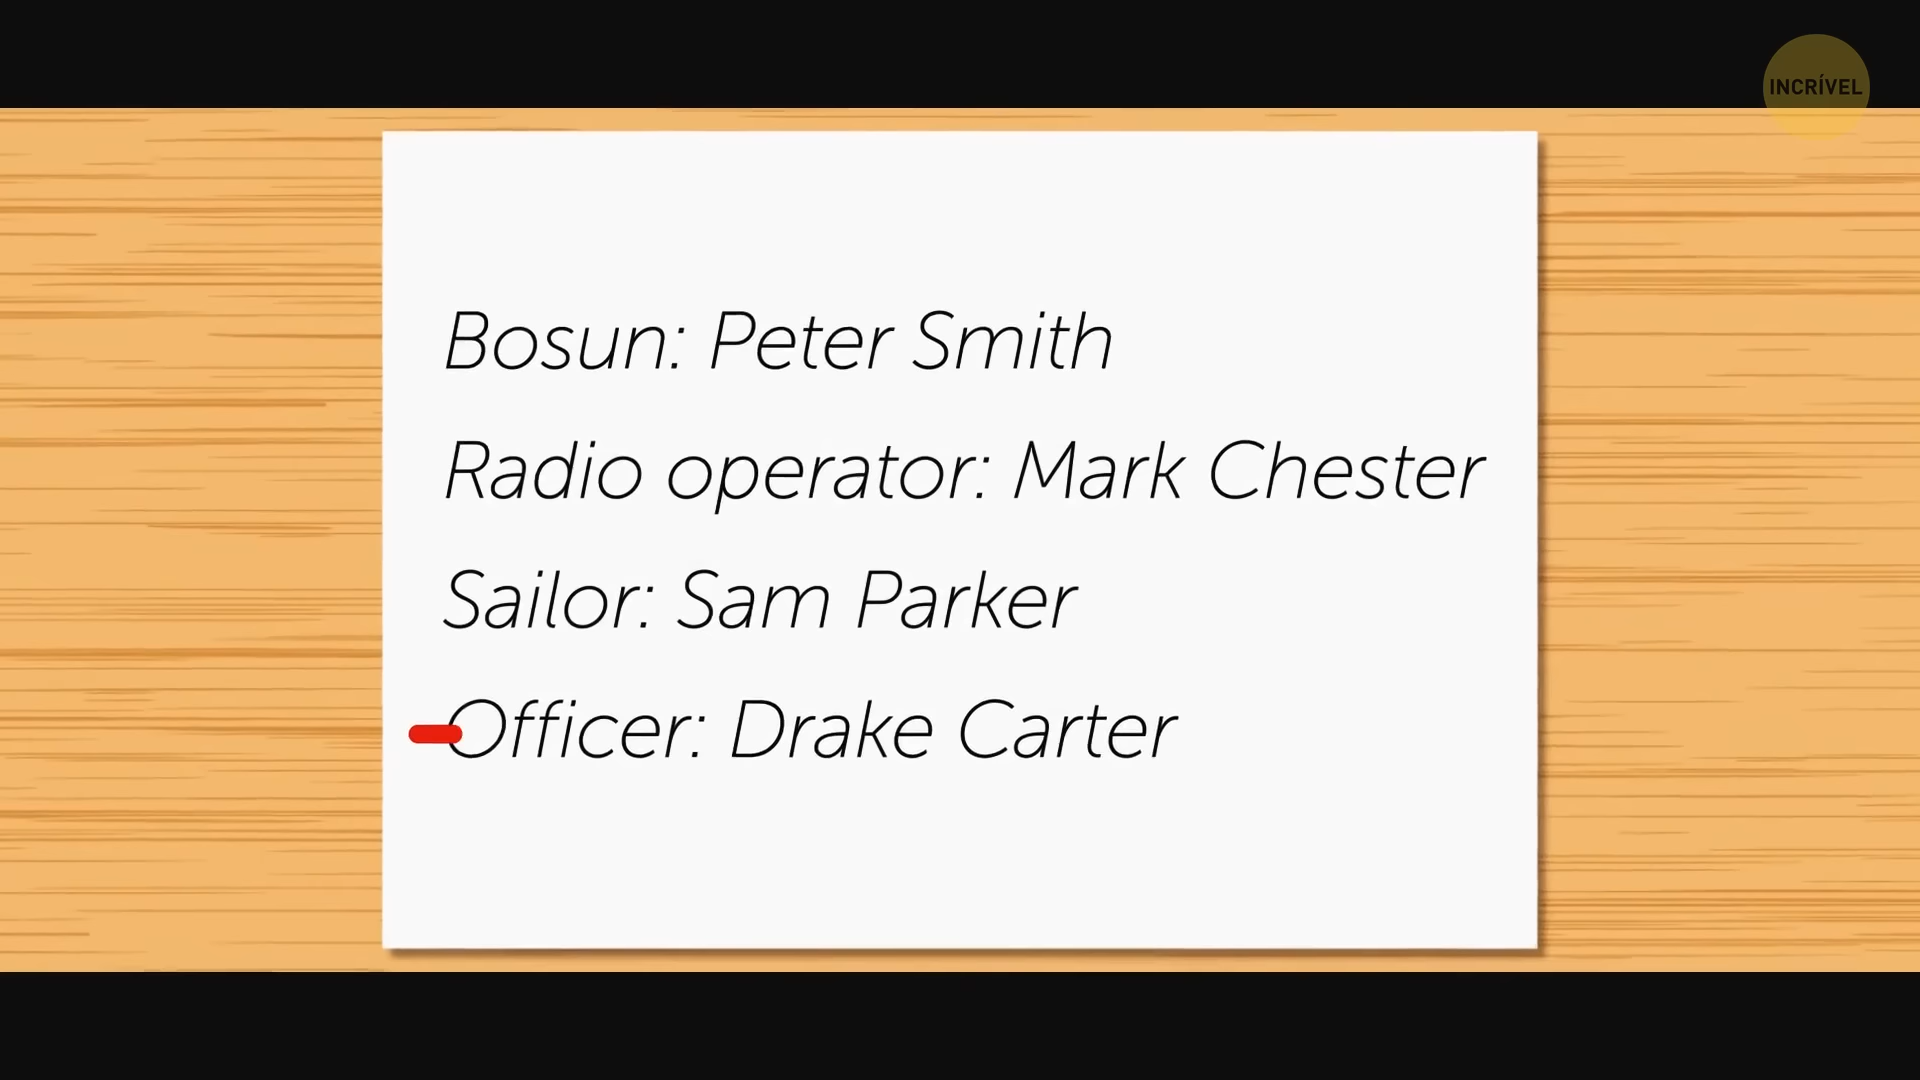 INCRÍVEL
Bosun: Peter Smith
Radio operator: Mark Chester
Sailor: Sam Parker
Officer: Drake Carter